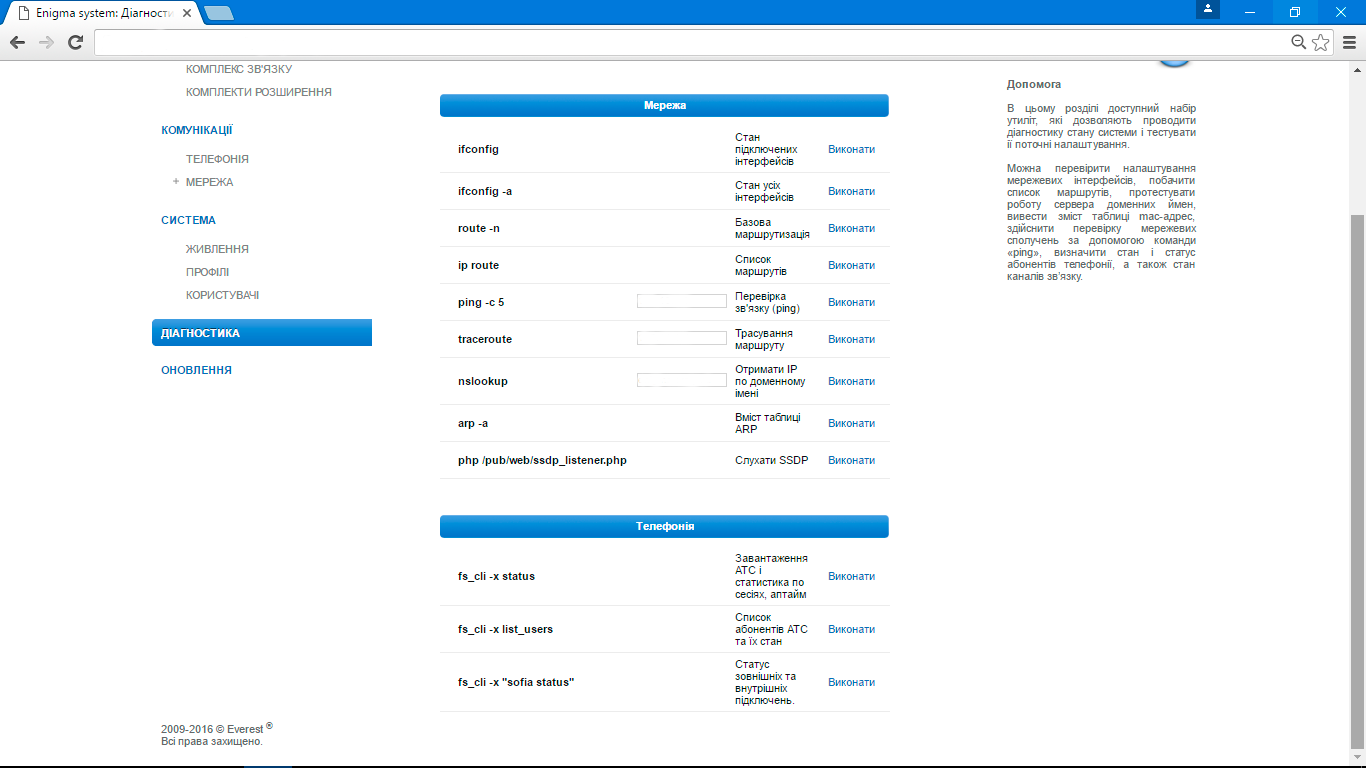 Enigma system: Діагност
КОМПЛЕКС ЗВ'ЯЗКУ
КОМПЛЕКТИ РОЗШИРЕННЯ
КОМУНІКАЦІЇ
ТЕЛЕФОНІЯ
+ МЕРЕЖА
СИСТЕМА
ЖИВЛЕННЯ
ПРОФІЛІ
КОРИСТУВАЧІ
ДІАГНОСТИКА
ОНОВЛЕННЯ
Мережа
ifconfig
Стан
підключених
інтерфейсів
Виконати
ifconfig -a
Стан усіх
інтерфейсів
Виконати
route -n
Базова
маршрутизація
Виконати
ip route
Список
маршрутів
Виконати
ping -c 5
Перевірка
зв'язку (ping)
Виконати
traceroute
Трасування
маршруту
Виконати
nslookup
Отримати IP
по доменному
імені
Виконати
arp -a
Вміст таблиці
ARP
Виконати
php /pub/web/ssdp_listener.php
Слухати SSDP
Виконати
Телефонія
fs_cli -x status
Завантаження
АТС і
статистика по
сесіях, аптайм
Виконати
fs_cli -x list_users
Список
абонентів АТС
та їх стан
Виконати
fs_cli -x "sofia status"
Статус
зовнішніх та
внутрішніх
підключень.
Виконати
Допомога
В цьому розділі доступний набір
утиліт, які дозволяють проводити
діагностику стану системи і тестувати
її поточні налаштування.
Можна перевірити налаштування
мережевих інтерфейсів, побачити
список маршрутів, протестувати
роботу сервера доменних ймен,
вивести зміст таблиці mac-адрес,
здійснити перевірку мережевих
сполучень за допомогою команди
«ping», визначити стан і статус
абонентів телефонії, а також стан
каналів зв'язку.
2009-2016 © Everest ®
Всі права захищено.